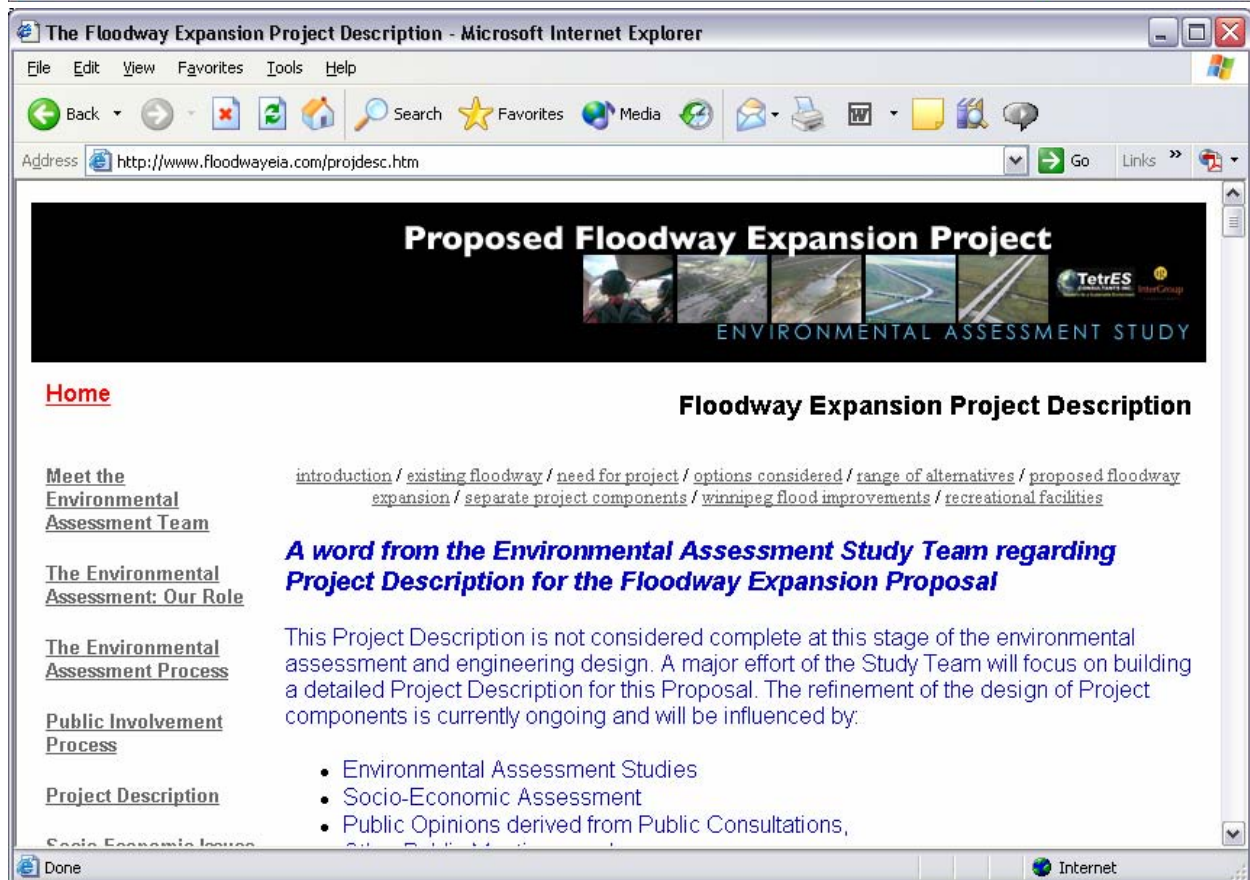 The Floodway Expansion Project Description - Microsoft Internet Explorer
File Edit View Favorites Tools Help
Back Search Favorites Media
Address http://www.floodwayeia.com/projdesc.htm Go Links »
Proposed Floodway Expansion Project
TetrES
CONSULTANTS INC.
InterGroup
ENVIRONMENTAL ASSESSMENT STUDY
Home
Floodway Expansion Project Description
Meet the
Environmental
Assessment Team
The Environmental
Assessment: Our Role
The Environmental
Assessment Process
Public Involvement
Process
Project Description
Socio-Economic Issues
introduction / existing floodway / need for project / options considered / range of alternatives / proposed floodway
expansion / separate project components / winnipeg flood improvements / recreational facilities
A word from the Environmental Assessment Study Team regarding
Project Description for the Floodway Expansion Proposal
This Project Description is not considered complete at this stage of the environmental
assessment and engineering design. A major effort of the Study Team will focus on building
a detailed Project Description for this Proposal. The refinement of the design of Project
components is currently ongoing and will be influenced by:
• Environmental Assessment Studies
• Socio-Economic Assessment
• Public Opinions derived from Public Consultations,
Done Internet